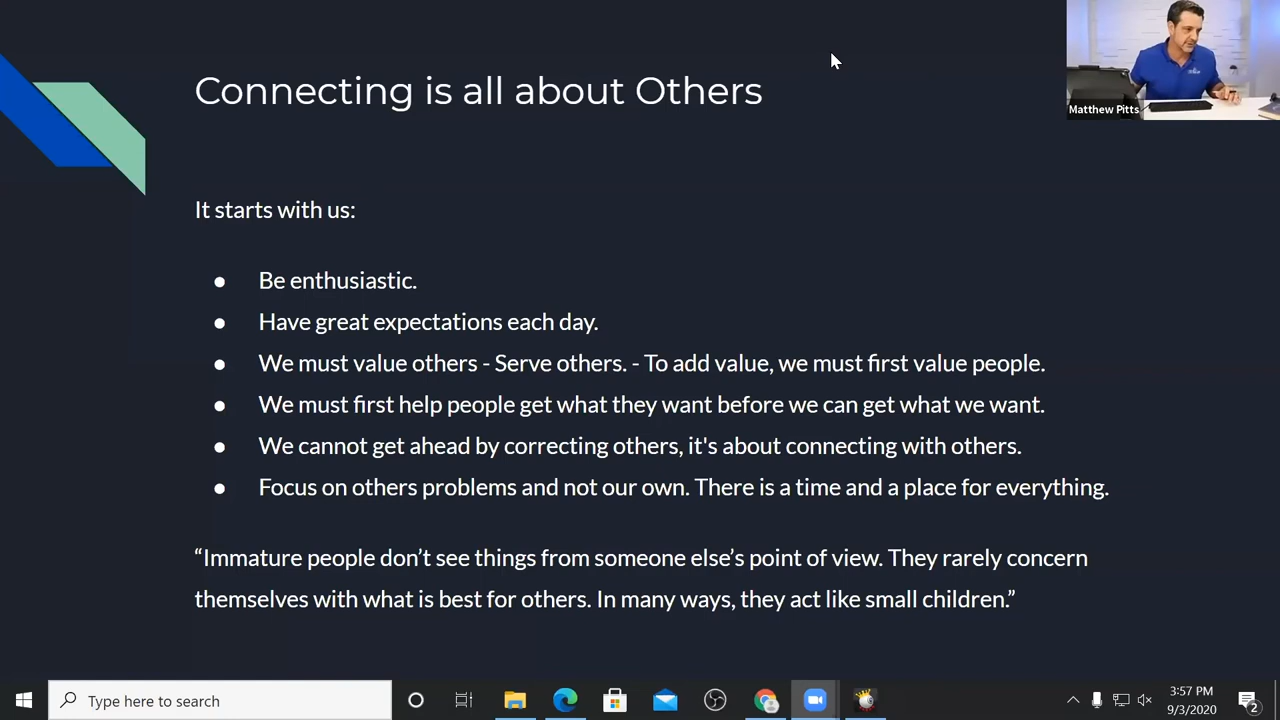 Connecting is all about Others
Matthew Pitts
It starts with us:
● Be enthusiastic.
● Have great expectations each day.
● We must value others - Serve others. - To add value, we must first value people.
● We must first help people get what they want before we can get what we want.
● We cannot get ahead by correcting others, it's about connecting with others.
● Focus on others problems and not our own. There is a time and a place for everything.
“Immature people don’t see things from someone else’s point of view. They rarely concern
themselves with what is best for others. In many ways, they act like small children.”
Type here to search
3:57 PM
9/3/2020
2